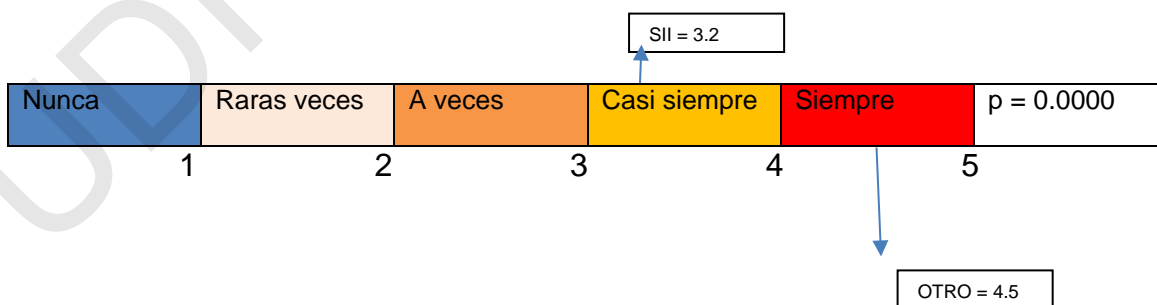 SII = 3.2
Nunca Raras veces A veces Casi siempre Siempre p = 0.0000
1 2 3 4 5
OTRO = 4.5